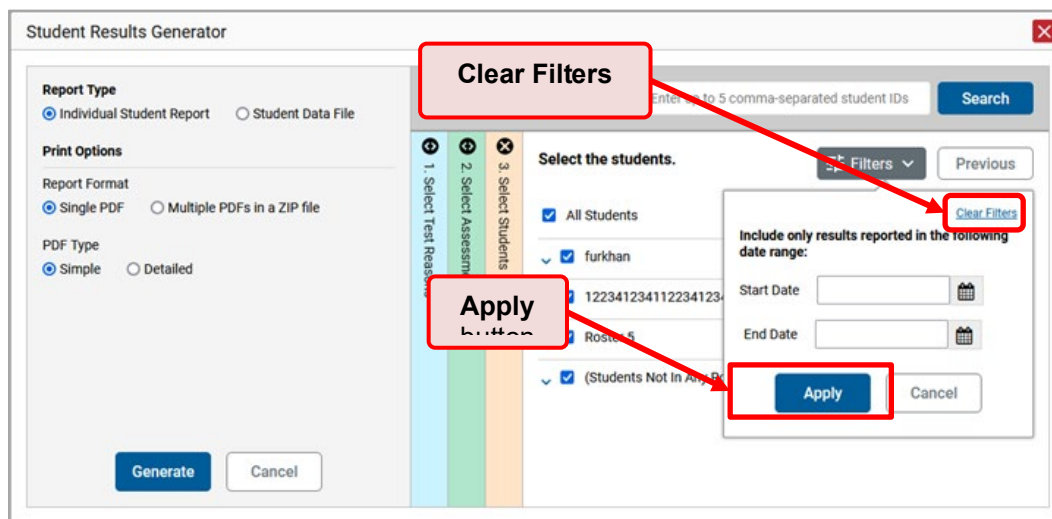 Student Results Generator
Report Type
Individual Student Report
Student Data File
Print Options
Report Format
Single PDF
Multiple PDFs in a ZIP file
PDF Type
Simple
Detailed
Generate
Cancel
Clear Filters
Enter up to 5 comma-separated student IDs
Search
1. Select Test Reasons
2. Select Assessme
3. Select Students
Select the students.
Filters
Previous
All Students
furkhan
122341234112234123
Roster 5
(Students Not In Any Ro
Apply
button
Clear Filters
Include only results reported in the following
date range:
Start Date
End Date
Apply
Cancel